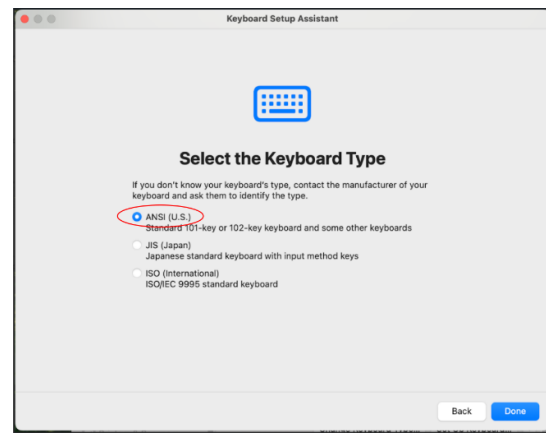 Keyboard Setup Assistant
Select the Keyboard Type
If you don't know your keyboard's type, contact the manufacturer of your
keyboard and ask them to identify the type.
ANSI (U.S.)
Standard 101-key or 102-key keyboard and some other keyboards
JIS (Japan)
Japanese standard keyboard with input method keys
ISO (International)
ISO/IEC 9995 standard keyboard
Back
Done